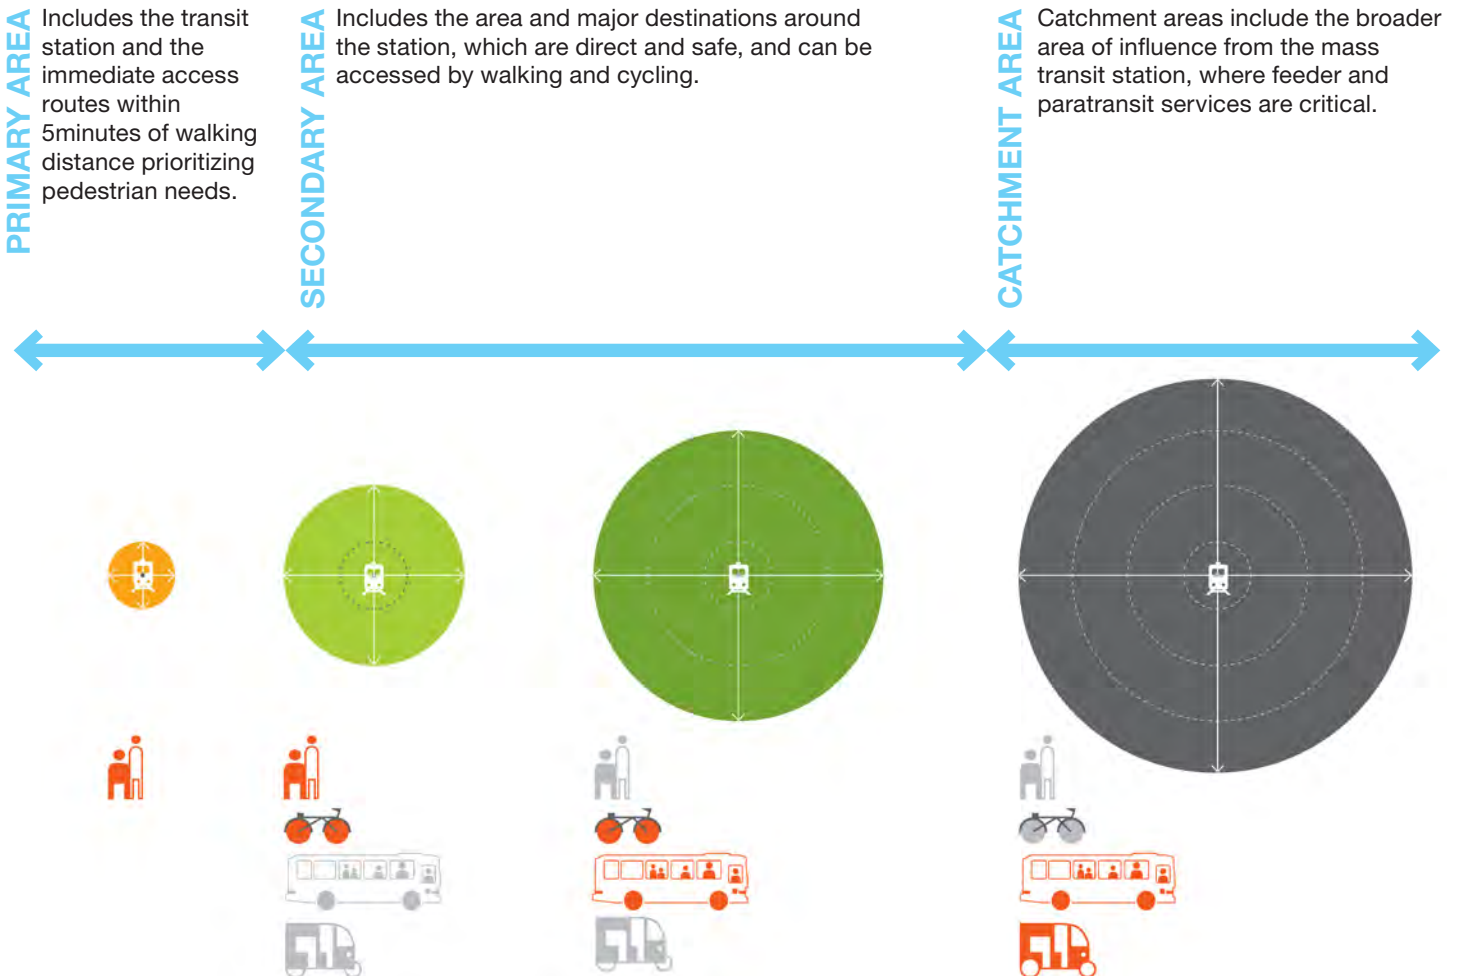 PRIMARY AREA
Includes the transit
station and the
immediate access
routes within
5minutes of walking
distance prioritizing
pedestrian needs.
SECONDARY AREA
Includes the area and major destinations around
the station, which are direct and safe, and can be
accessed by walking and cycling.
CATCHMENT AREA
Catchment areas include the broader
area of influence from the mass
transit station, where feeder and
paratransit services are critical.